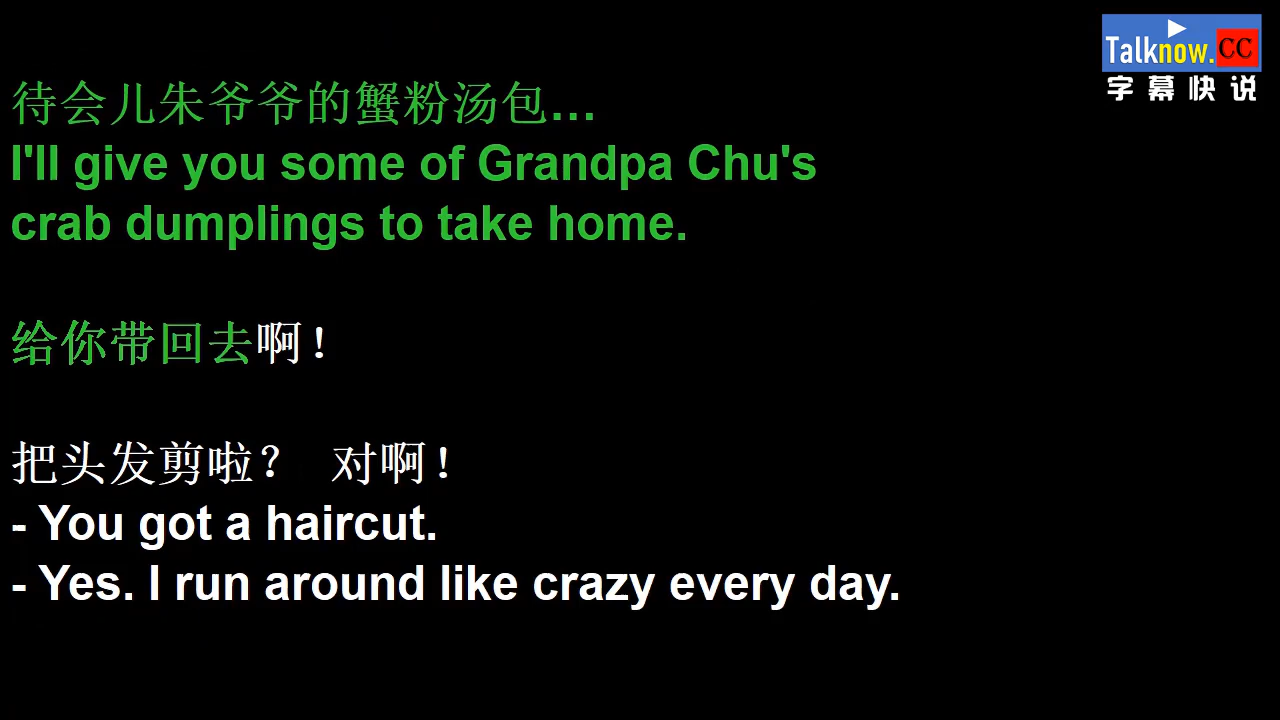 Talknow.CC
字幕快说
待会儿朱爷爷的蟹粉汤包...
I'll give you some of Grandpa Chu's
crab dumplings to take home.
给你带回去啊！
把头发剪啦？ 对啊！
- You got a haircut.
- Yes. I run around like crazy every day.